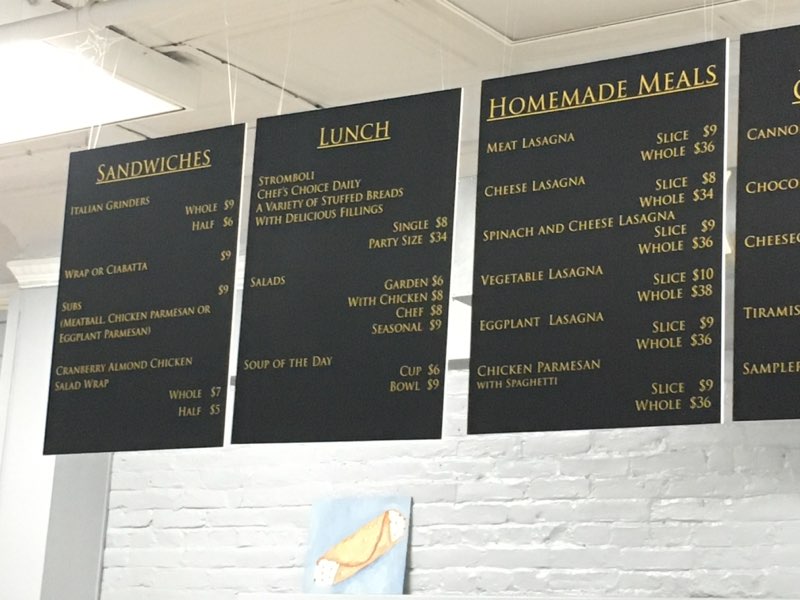 SANDWICHES
ITALIAN GRINDERS
WHOLE $9
HALF $6
WRAP OR CIABATTA $9
SUBS $9
(MEATBALL, CHICKEN PARMESAN OR
EGGPLANT PARMESAN)
CRANBERRY ALMOND CHICKEN
SALAD WRAP
WHOLE $7
HALF $5
LUNCH
STROMBOLI
CHEF'S CHOICE DAILY
A VARIETY OF STUFFED BREADS
WITH DELICIOUS FILLINGS
SINGLE $8
PARTY SIZE $34
SALADS GARDEN $6
WITH CHICKEN $8
CHEF $8
SEASONAL $9
SOUP OF THE DAY CUP $6
BOWL $9
HOMEMADE MEALS
MEAT LASAGNA SLICE $9
WHOLE $36
CHEESE LASAGNA SLICE $8
WHOLE $34
SPINACH AND CHEESE LASAGNA
SLICE $9
WHOLE $36
VEGETABLE LASAGNA SLICE $10
WHOLE $38
EGGPLANT LASAGNA SLICE $9
WHOLE $36
CHICKEN PARMESAN
WITH SPAGHETTI
SLICE $9
WHOLE $36
CANNO
CHOCO
CHEESEC
TIRAMIS
SAMPLER